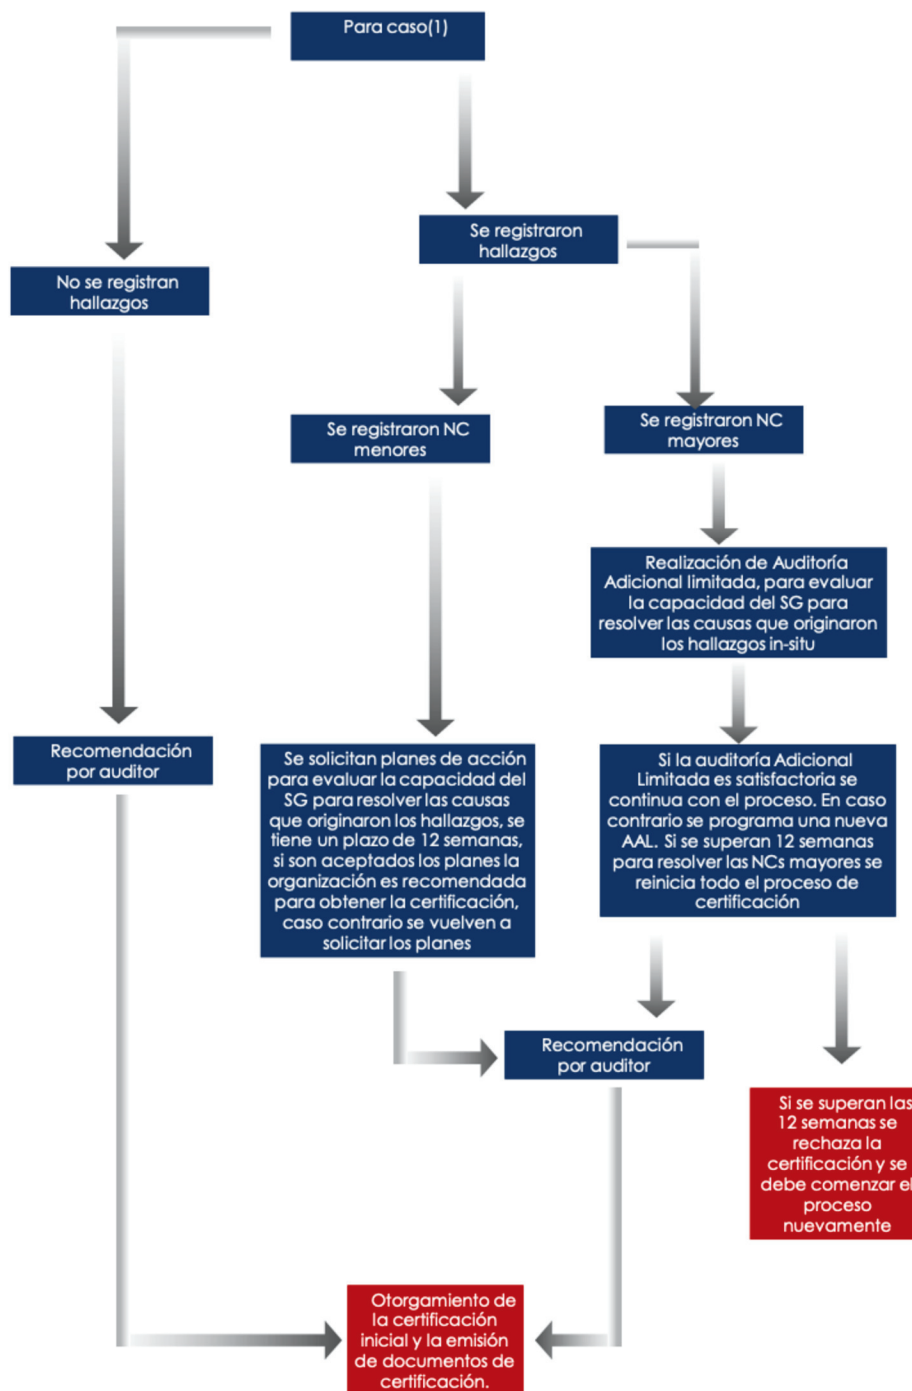 Para caso(1)
Se registraron
hallazgos
No se registran
hallazgos
Se registraron NC
menores
Se registraron NC
mayores
Realización de Auditoría
Adicional limitada, para evaluar
la capacidad del SG para
resolver las causas que originaron
los hallazgos in-situ
Recomendación
por auditor
Se solicitan planes de acción
para evaluar la capacidad del
SG para resolver las causas
que originaron los hallazgos, se
tiene un plazo de 12 semanas,
si son aceptados los planes la
organización es recomendada
para obtener la certificación,
caso contrario se vuelven a
solicitar los planes
Si la auditoría Adicional
Limitada es satisfactoria se
continua con el proceso. En caso
contrario se programa una nueva
AAL. Si se superan 12 semanas
para resolver las NCs mayores se
reinicia todo el proceso de
certificación
Recomendación
por auditor
Si se superan las
12 semanas se
rechaza la
certificación y se
debe comenzar el
proceso
nuevamente
Otorgamiento de
la certificación
inicial y la emisión
de documentos de
certificación.